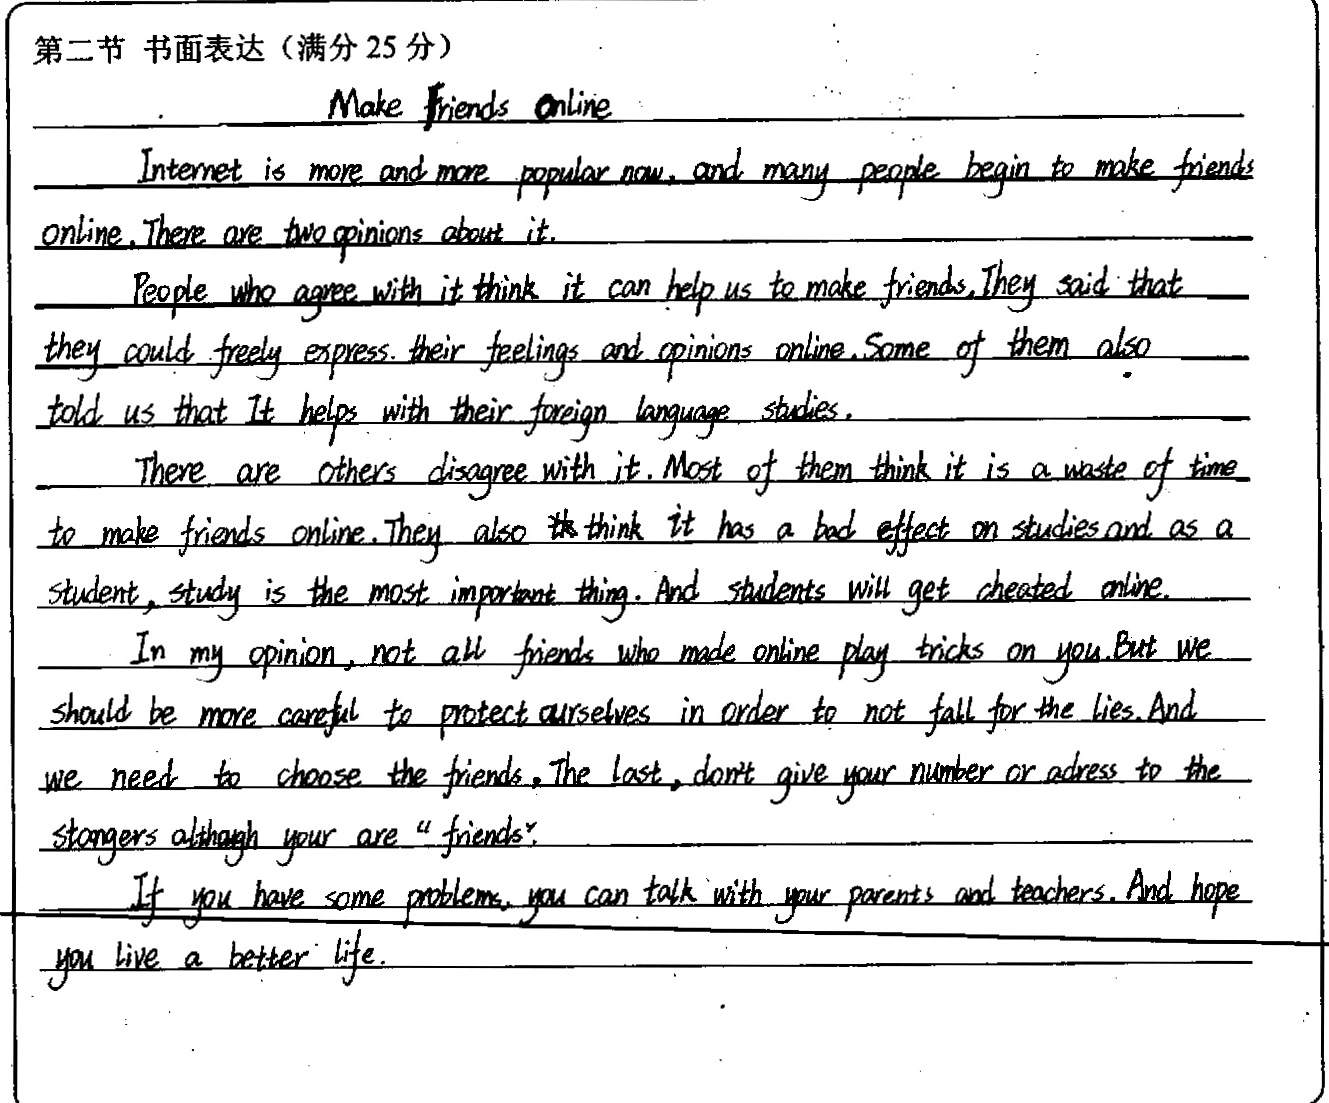 第二节 书面表达（满分 25 分）
Make Friends Online
Internet is more and more popular now, and many people begin to make friends
online. There are two opinions about it.
People who agree with it think it can help us to make friends. They said that
they could freely express their feelings and opinions online. Some of them also
told us that It helps with their foreign language studies.
There are others disagree with it. Most of them think it is a waste of time
to make friends online. They also think it has a bad effect on studies and as a
student, study is the most important thing. And students will get cheated online.
In my opinion, not all friends who made online play tricks on you. But we
should be more careful to protect ourselves in order to not fall for the lies. And
we need to choose the friends. The last, don't give your number or adress to the
stangers although your are "friends".
If you have some problems, you can talk with your parents and teachers. And hope
you live a better life.